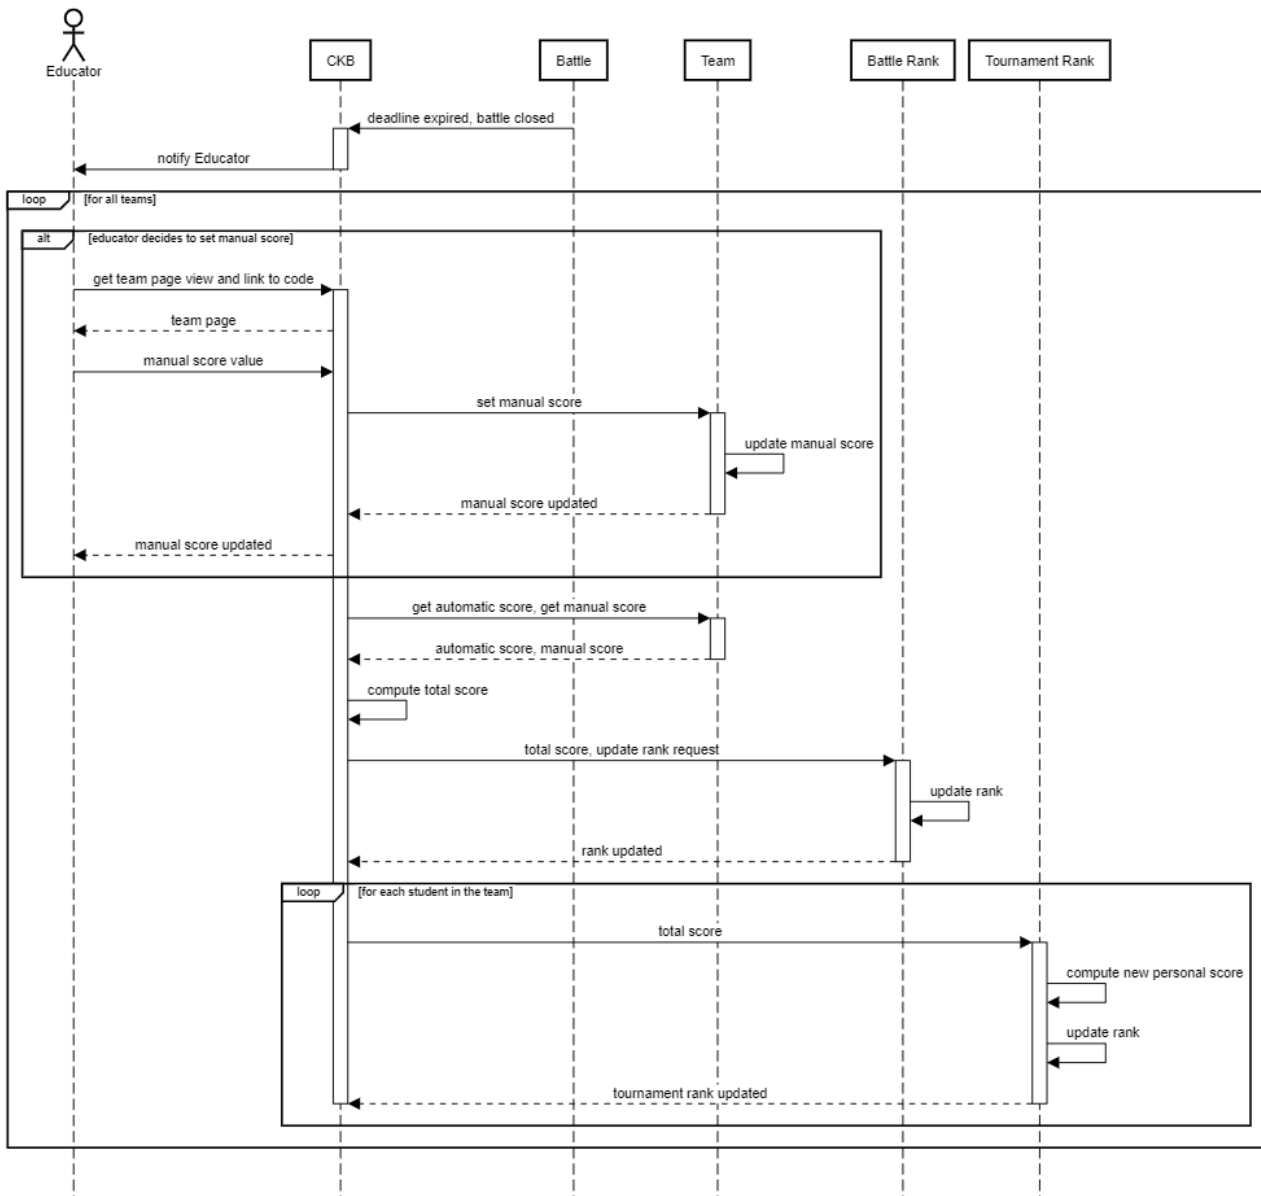 Educator
CKB
Battle
Team
Battle Rank
Tournament Rank
deadline expired, battle closed
notify Educator
loop
[for all teams]
alt
[educator decides to set manual score]
get team page view and link to code
team page
manual score value
set manual score
update manual score
manual score updated
manual score updated
get automatic score, get manual score
automatic score, manual score
compute total score
total score, update rank request
update rank
rank updated
loop
[for each student in the team]
total score
compute new personal score
update rank
tournament rank updated